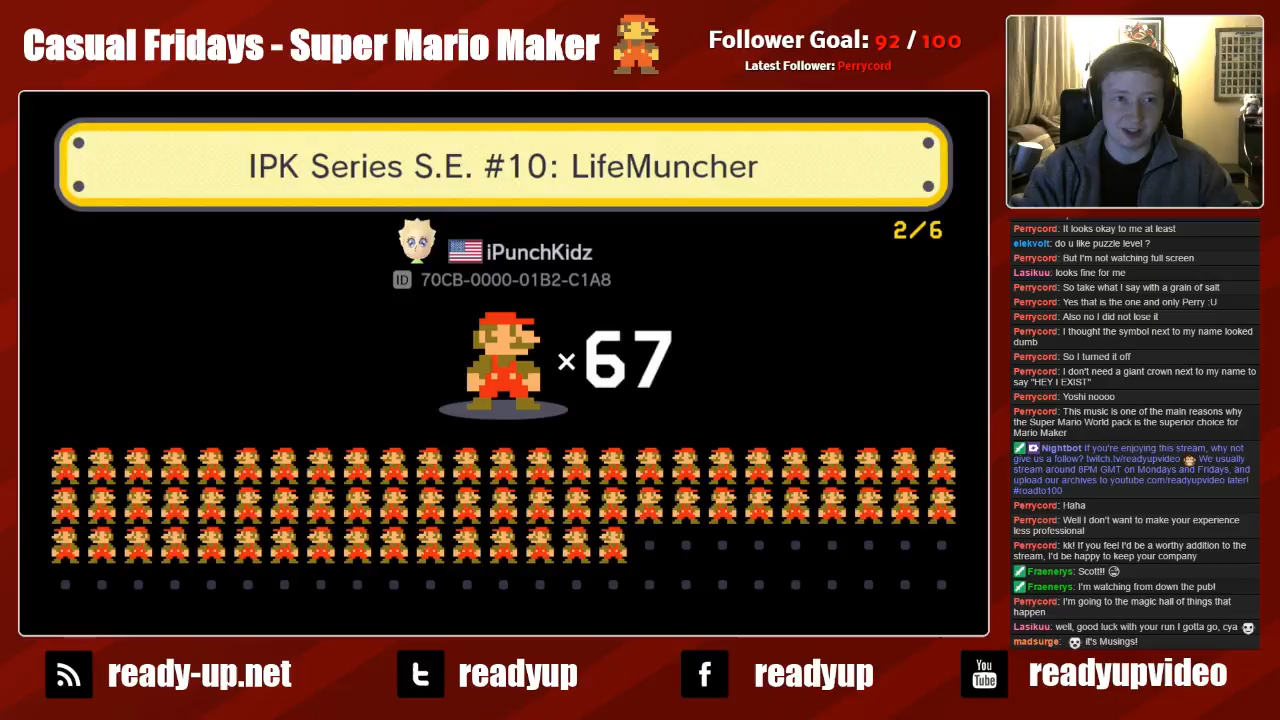 Casual Fridays - Super Mario Maker
Follower Goal: 92 / 100
Latest Follower: Perrycord
IPK Series S.E. #10: LifeMuncher
2/6
iPunchKidz
ID 70CB-0000-01B2-C1A8
×67
Perrycord: It looks okay to me at least
elekvolt: do u like puzzle level ?
Perrycord: But I'm not watching full screen
Lasikuu: looks fine for me
Perrycord: So take what I say with a grain of salt
Perrycord: Yes that is the one and only Perry :U
Perrycord: Also no I did not lose it
Perrycord: I thought the symbol next to my name looked
dumb
Perrycord: So I turned it off
Perrycord: I don't need a giant crown next to my name to
say "HEY I EXIST"
Perrycord: Yoshi noooo
Perrycord: This music is one of the main reasons why
the Super Mario World pack is the superior choice for
Mario Maker
Nightbot If you're enjoying this stream, why not
give us a follow? twitch.tv/readyupvideo We usually
stream around 8PM GMT on Mondays and Fridays, and
upload our archives to youtube.com/readyupvideo later!
#roadto100
Perrycord: Haha
Perrycord: Well I don't want to make your experience
less professional
Perrycord: kk! If you feel I'd be a worthy addition to the
stream, I'd be happy to keep your company
Fraenerys: Scott!!
Fraenerys: I'm watching from down the pub!
Perrycord: I'm going to the magic hall of things that
happen
Lasikuu: well, good luck with your run I gotta go, cya
madsurge: it's Musings!
ready-up.net
readyup
readyup
You
Tube
readyupvideo